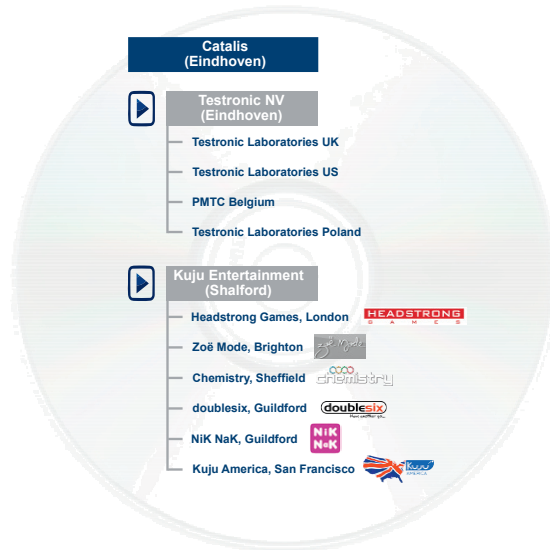 Catalis
(Eindhoven)
Testronic NV
(Eindhoven)
Testronic Laboratories UK
Testronic Laboratories US
PMTC Belgium
Testronic Laboratories Poland
Kuju Entertainment
(Shalford)
Headstrong Games, London
HEADSTRONG
GAMES
Zoë Mode, Brighton
zoë mode
Chemistry, Sheffield
chemistry
doublesix, Guildford
doublesix
NiK NaK, Guildford
NiK
NaK
Kuju America, San Francisco
Kuju
AMERICA